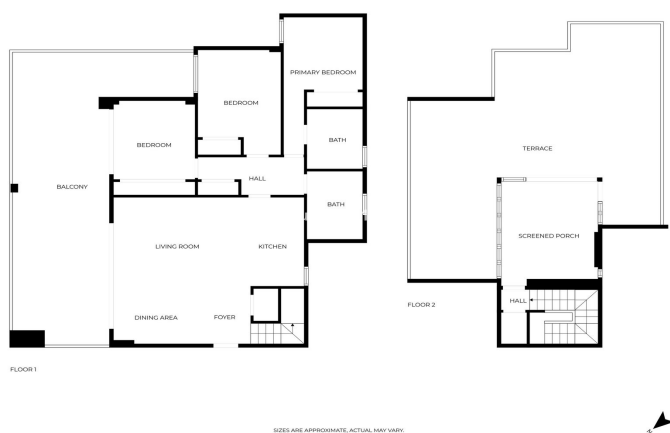 PRIMARY BEDROOM
BEDROOM
BATH
BEDROOM
HALL
BALCONY
BATH
LIVING ROOM
KITCHEN
DINING AREA
FOYER
FLOOR 1
TERRACE
SCREENED PORCH
HALL
FLOOR 2
SIZES ARE APPROXIMATE, ACTUAL MAY VARY.
N